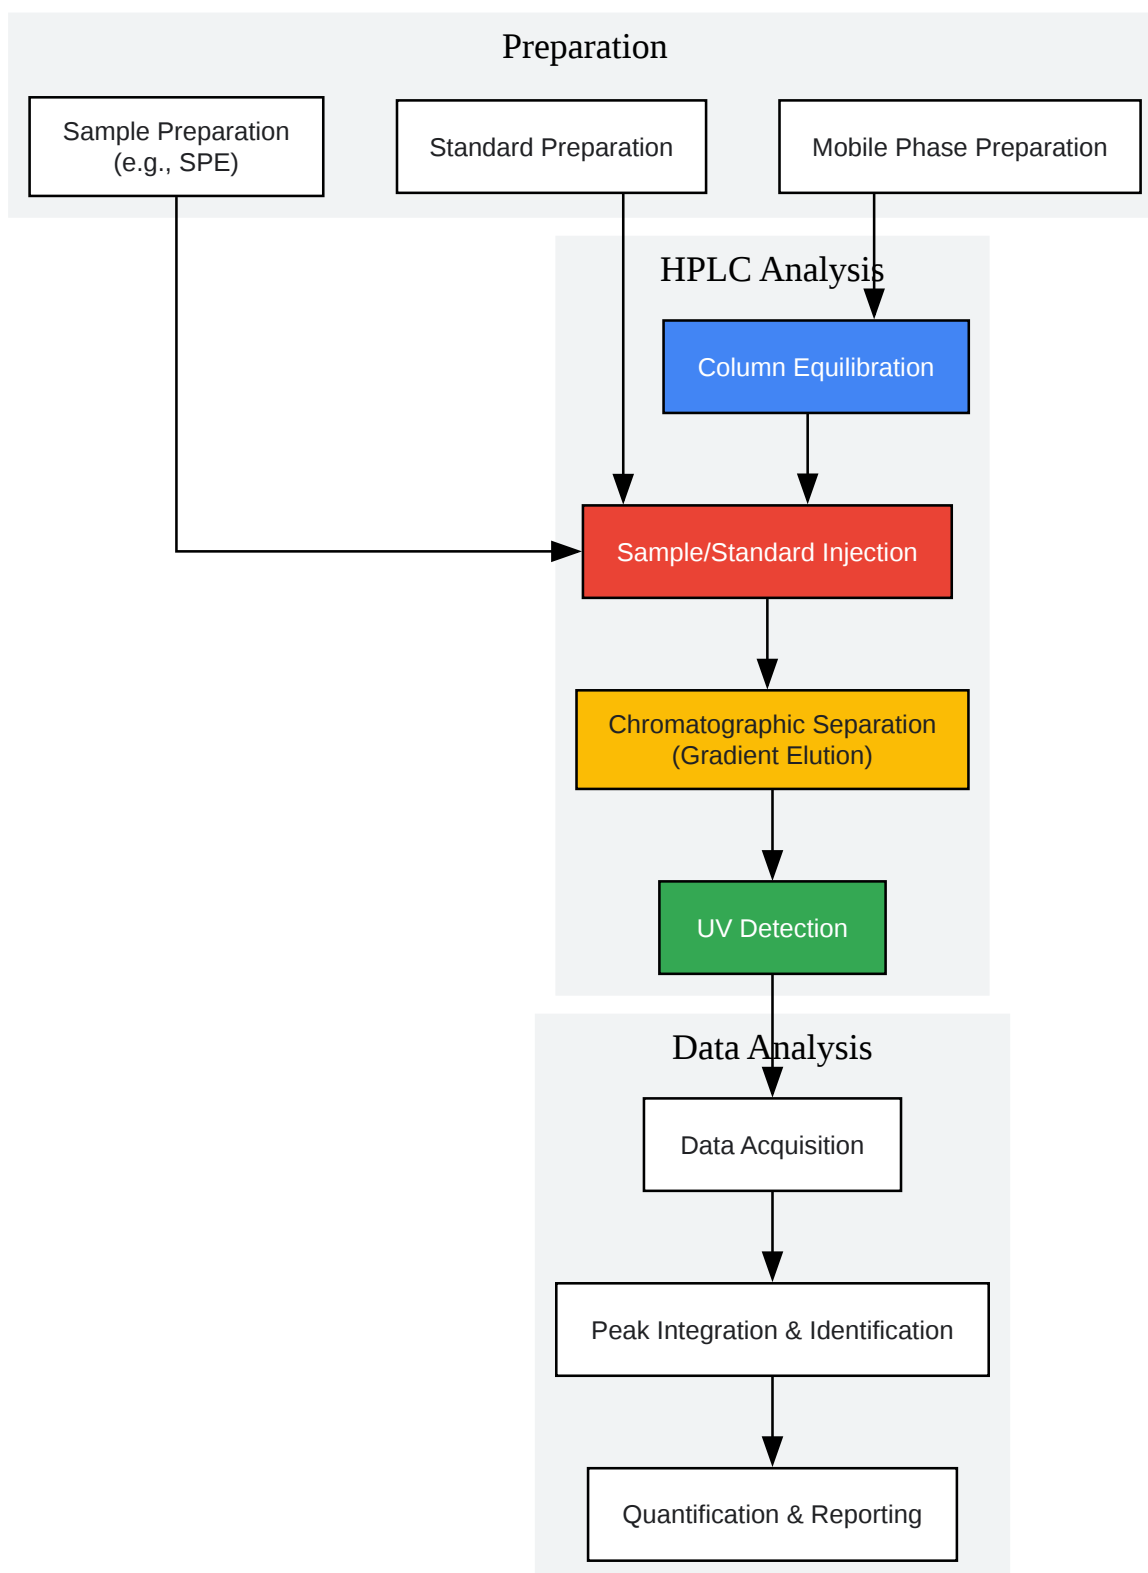 Preparation
Sample Preparation
(e.g., SPE)
Standard Preparation
Mobile Phase Preparation
HPLC Analysis
Column Equilibration
Sample/Standard Injection
Chromatographic Separation
(Gradient Elution)
UV Detection
Data Analysis
Data Acquisition
Peak Integration & Identification
Quantification & Reporting